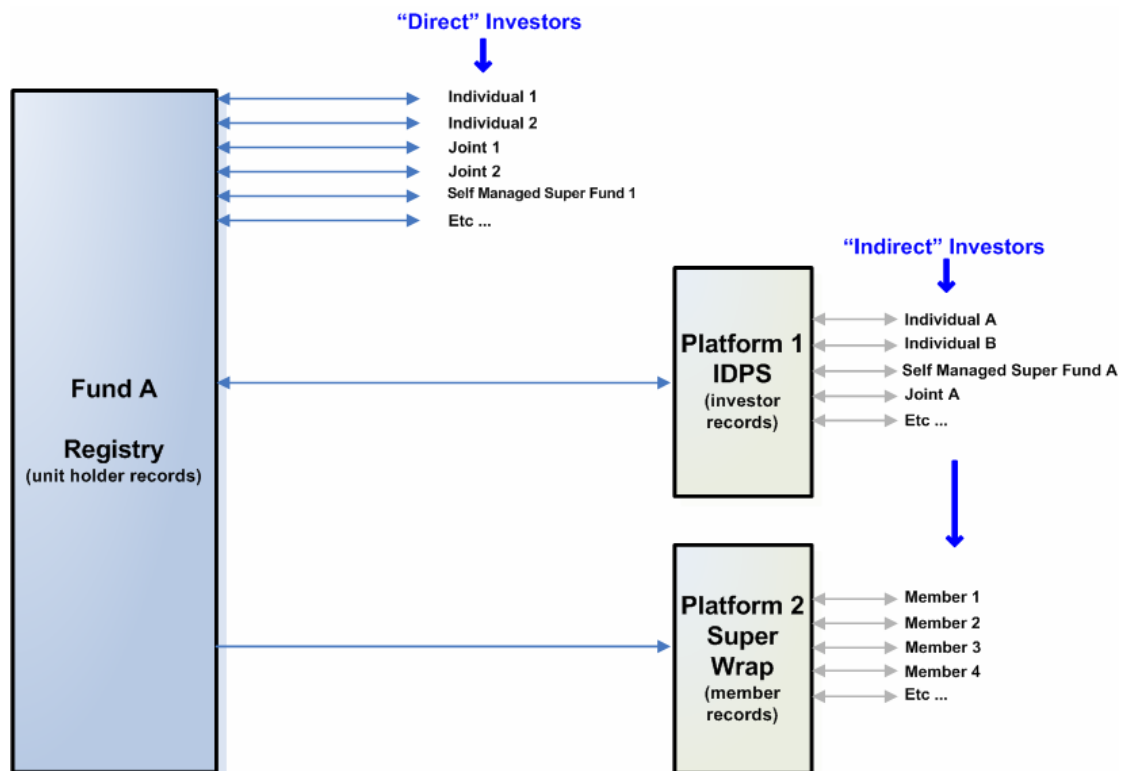 “Direct” Investors
Individual 1
Individual 2
Joint 1
Joint 2
Self Managed Super Fund 1
Etc ...
Fund A
Registry
(unit holder records)
“Indirect” Investors
Platform 1
IDPS
(investor
records)
Individual A
Individual B
Self Managed Super Fund A
Joint A
Etc ...
Platform 2
Super
Wrap
(member
records)
Member 1
Member 2
Member 3
Member 4
Etc ...